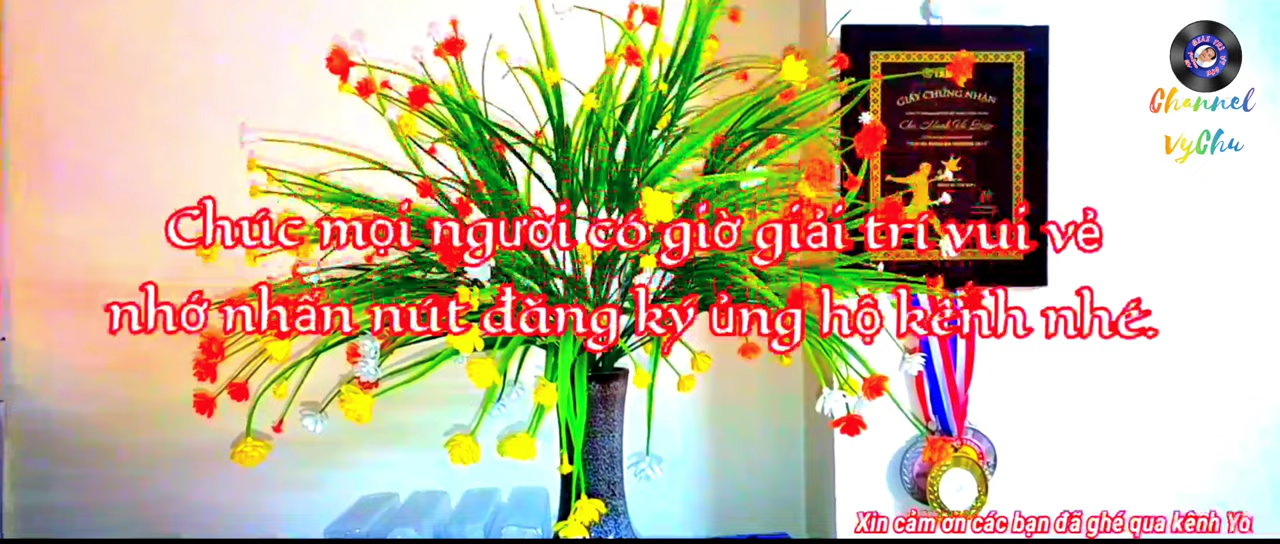 GIẤY CHỨNG NHẬN
Channel
VyChu
Chúc mọi người có giờ giải trí vui vẻ
nhớ nhấn nút đăng ký ủng hộ kênh nhé.
Xin cảm ơn các bạn đã ghé qua kênh Yo